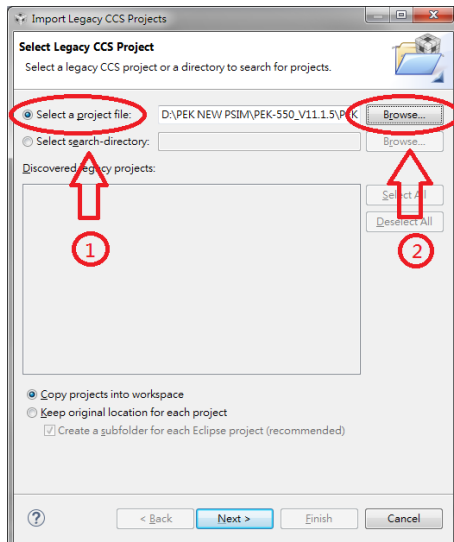 Import Legacy CCS Projects
Select Legacy CCS Project
Select a legacy CCS project or a directory to search for projects.
Select a project file: D:\PEK NEW PSIM\PEK-550_V11.1.5\PEK Browse...
Select search-directory: Browse...
Discovered legacy projects:
Select All
Deselect All
1
2
Copy projects into workspace
Keep original location for each project
Create a subfolder for each Eclipse project (recommended)
? < Back Next > Finish Cancel